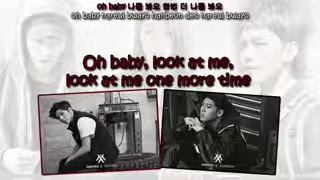 oh baby 나를 봐요 한번 더 나를 봐요
oh baby nareul bwayo hanbeon deo nareul bwayo
Oh baby, look at me,
look at me one more time